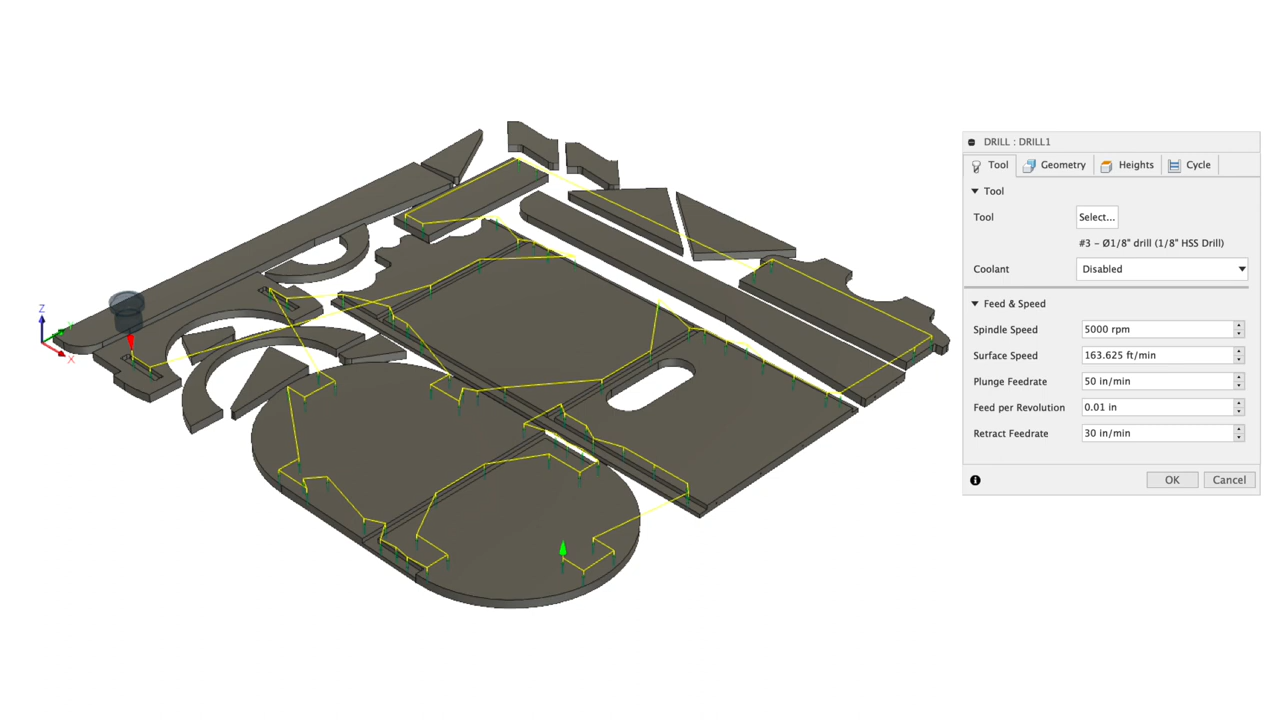 DRILL : DRILL1
Tool Geometry Heights Cycle
Tool
Tool Select...
#3 - Ø1/8" drill (1/8" HSS Drill)
Coolant Disabled
Feed & Speed
Spindle Speed 5000 rpm
Surface Speed 163.625 ft/min
Plunge Feedrate 50 in/min
Feed per Revolution 0.01 in
Retract Feedrate 30 in/min
OK Cancel
Z
X